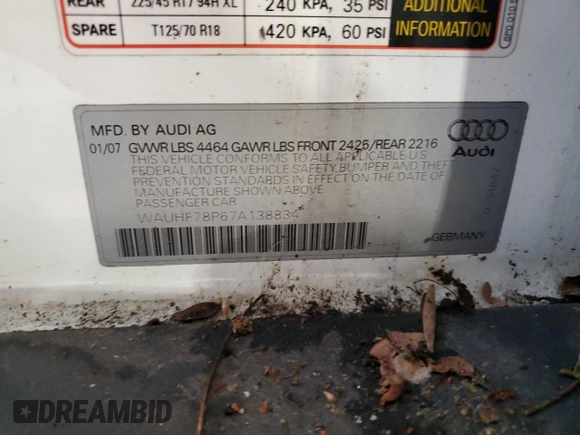 REAR 225/45 R17 94H XL 240 KPA, 35 PSI
SPARE T125/70 R18 420 KPA, 60 PSI
ADDITIONAL
INFORMATION
8P0 010
MFD. BY AUDI AG
01/07 GVWR LBS 4464 GAWR LBS FRONT 2425/REAR 2216
THIS VEHICLE CONFORMS TO ALL APPLICABLE U S
FEDERAL MOTOR VEHICLE SAFETY, BUMPER AND THEFT
PREVENTION STANDARDS IN EFFECT ON THE DATE OF
MANUFACTURE SHOWN ABOVE
PASSENGER CAR
WAUHF78P67A138834
Audi
GERMANY
DREAMBID